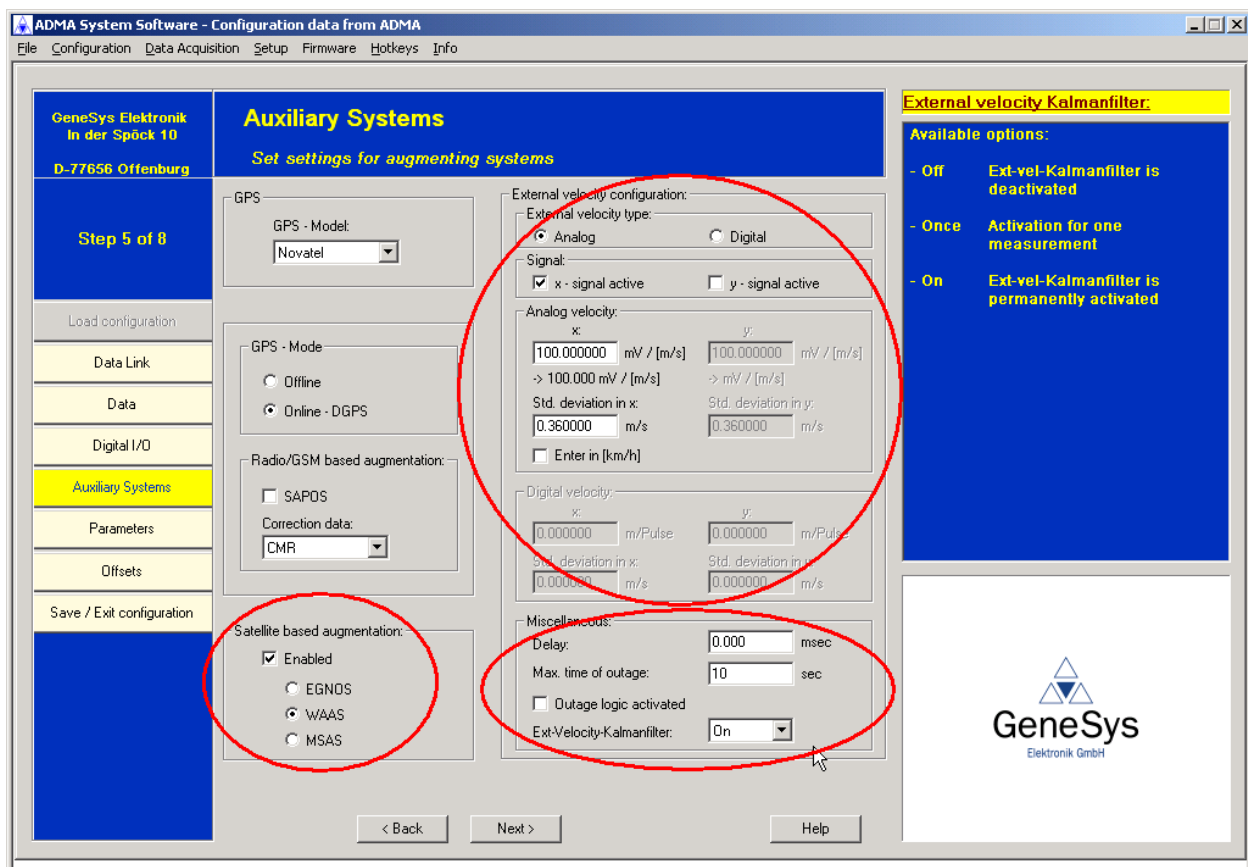 ADMA System Software - Configuration data from ADMA
File Configuration Data Acquisition Setup Firmware Hotkeys Info
GeneSys Elektronik
In der Spöck 10
D-77656 Offenburg
Auxiliary Systems
Set settings for augmenting systems
Step 5 of 8
Load configuration
Data Link
Data
Digital I/O
Auxiliary Systems
Parameters
Offsets
Save / Exit configuration
GPS
GPS - Model:
Novatel
GPS - Mode
Offline
Online - DGPS
Radio/GSM based augmentation:
SAPOS
Correction data:
CMR
Satellite based augmentation:
Enabled
EGNOS
WAAS
MSAS
External velocity configuration:
External velocity type:
Analog Digital
Signal:
x - signal active y - signal active
Analog velocity:
x: y:
100.000000 mV / [m/s] 100.000000 mV / [m/s]
-> 100.000 mV / [m/s] -> mV / [m/s]
Std. deviation in x: Std. deviation in y:
0.360000 m/s 0.360000 m/s
Enter in [km/h]
Digital velocity:
x: y:
0.000000 m/Pulse 0.000000 m/Pulse
Std. deviation in x: Std. deviation in y:
0.000000 m/s 0.000000 m/s
Miscellaneous:
Delay: 0.000 msec
Max. time of outage: 10 sec
Outage logic activated
Ext-Velocity-Kalmanfilter: On
< Back Next > Help
External velocity Kalmanfilter:
Available options:
- Off Ext-vel-Kalmanfilter is
deactivated
- Once Activation for one
measurement
- On Ext-vel-Kalmanfilter is
permanently activated
GeneSys
Elektronik GmbH